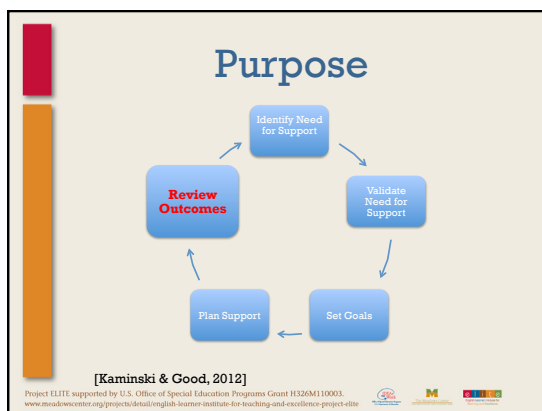 Purpose
Identify Need
for Support
Validate
Need for
Support
Set Goals
Plan Support
Review
Outcomes
[Kaminski & Good, 2012]
Project ELITE supported by U.S. Office of Special Education Programs Grant H326M110003.
www.meadowscenter.org/projects/detail/english-learner-institute-for-teaching-and-excellence-project-elite